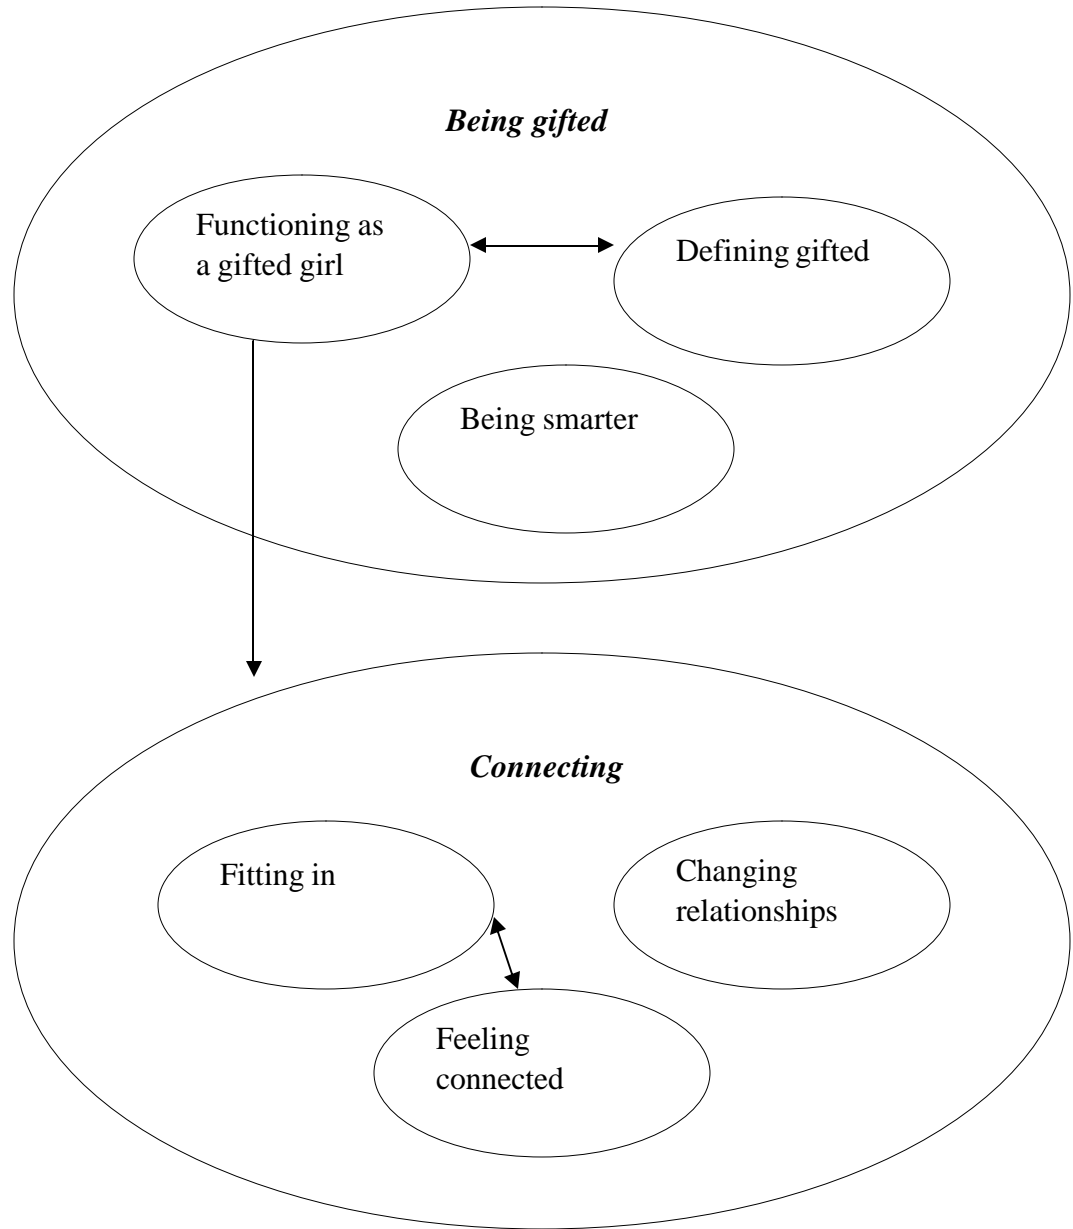 Being gifted
Functioning as
a gifted girl
Defining gifted
Being smarter
Connecting
Fitting in
Changing
relationships
Feeling
connected